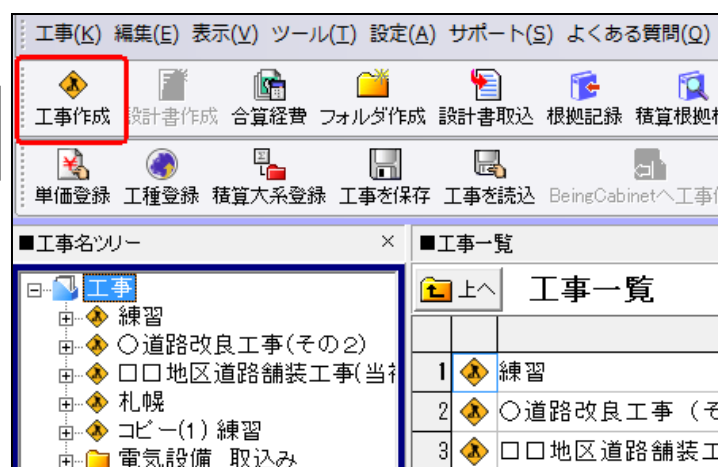 工事(K) 編集(E) 表示(V) ツール(T) 設定(A) サポート(S) よくある質問(Q)
工事作成 設計書作成 合算経費 フォルダ作成 設計書取込 根拠記録 積算根拠
単価登録 工種登録 積算大系登録 工事を保存 工事を読込 BeingCabinetへ工事
■工事名ツリー × ■工事一覧
工事
練習
○道路改良工事(その2)
□□地区道路舗装工事(当
札幌
コピー(1) 練習
電気設備 取込み
上へ 工事一覧
1 練習
2 ○道路改良工事 (そ
3 □□地区道路舗装工